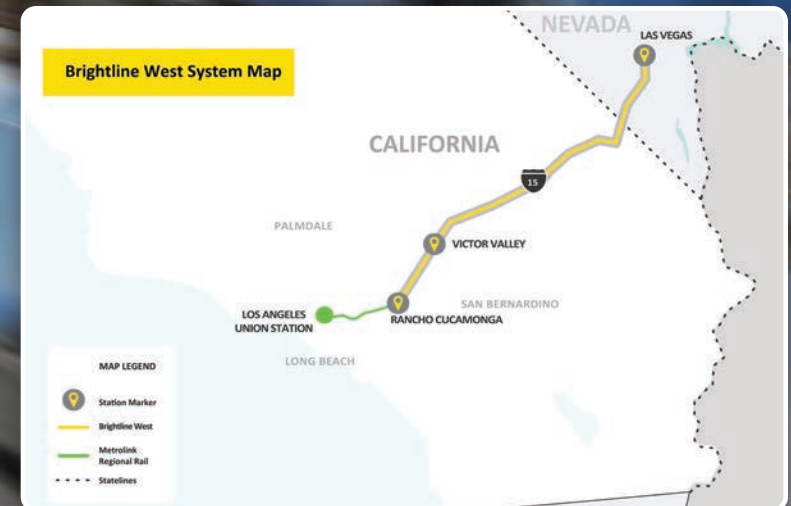 NEVADA
LAS VEGAS
Brightline West System Map
CALIFORNIA
15
PALMDALE
VICTOR VALLEY
SAN BERNARDINO
LOS ANGELES
UNION STATION
RANCHO CUCAMONGA
LONG BEACH
MAP LEGEND
Station Marker
Brightline West
Metrolink
Regional Rail
Statelines